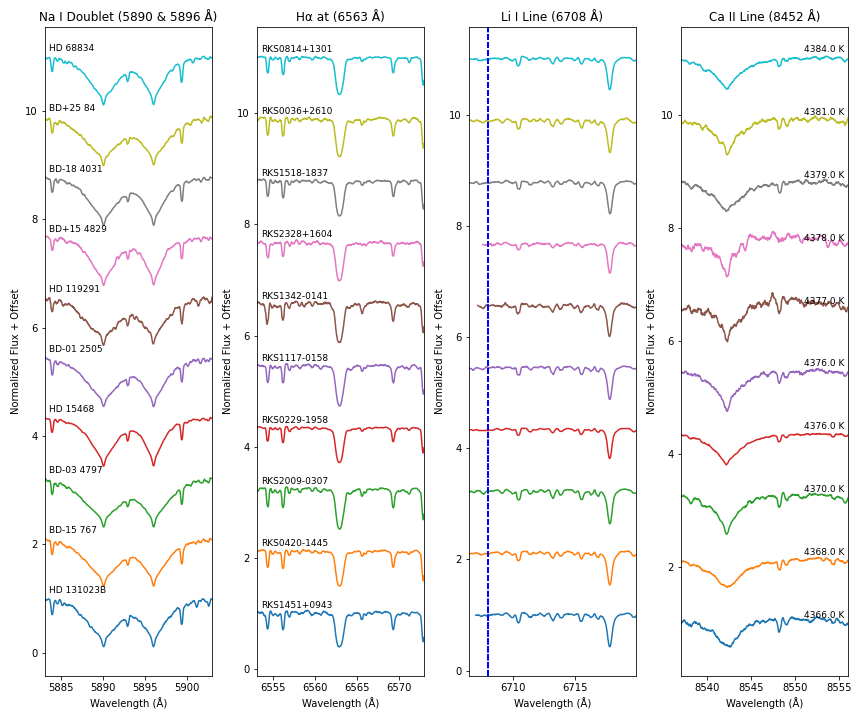 Na I Doublet (5890 & 5896 Å)
Normalized Flux + Offset
10
8
6
4
2
0
HD 68834
BD+25 84
BD-18 4031
BD+15 4829
HD 119291
BD-01 2505
HD 15468
BD-03 4797
BD-15 767
HD 131023B
5885 5890 5895 5900
Wavelength (Å)
Hα at (6563 Å)
Normalized Flux + Offset
10
8
6
4
2
0
RKS0814+1301
RKS0036+2610
RKS1518-1837
RKS2328+1604
RKS1342-0141
RKS1117-0158
RKS0229-1958
RKS2009-0307
RKS0420-1445
RKS1451+0943
6555 6560 6565 6570
Wavelength (Å)
Li I Line (6708 Å)
Normalized Flux + Offset
10
8
6
4
2
0
6710 6715
Wavelength (Å)
Ca II Line (8452 Å)
Normalized Flux + Offset
10
8
6
4
2
4384.0 K
4381.0 K
4379.0 K
4378.0 K
4377.0 K
4376.0 K
4376.0 K
4370.0 K
4368.0 K
4366.0 K
8540 8545 8550 8555
Wavelength (Å)